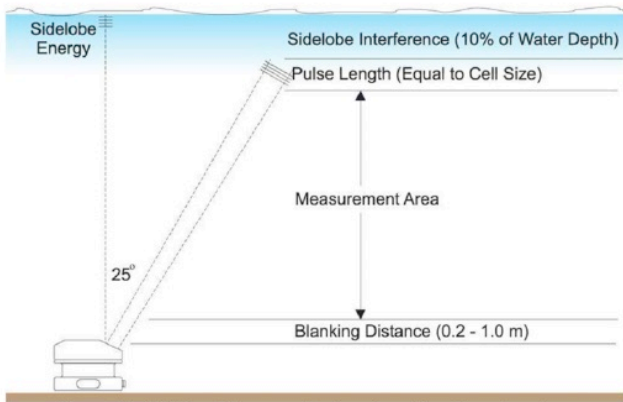 Sidelobe
Energy
Sidelobe Interference (10% of Water Depth)
Pulse Length (Equal to Cell Size)
Measurement Area
25°
Blanking Distance (0.2 - 1.0 m)